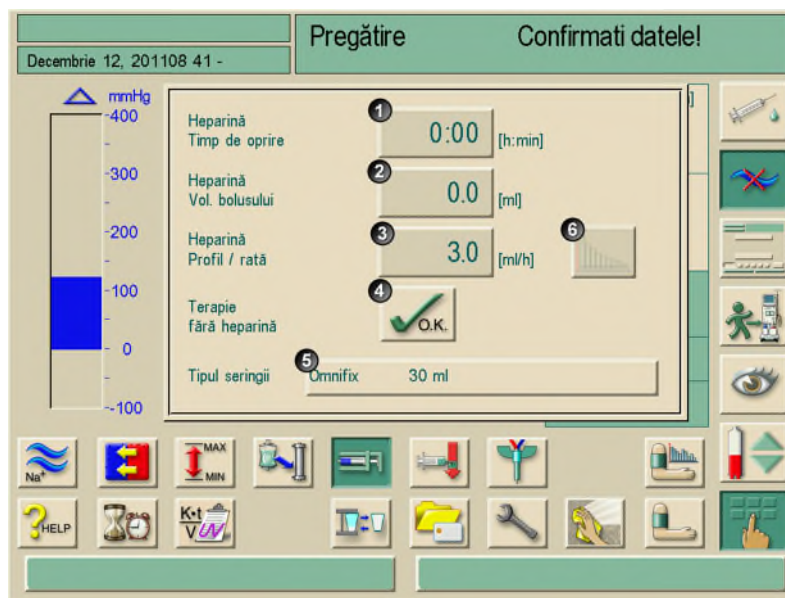 Pregătire Confirmati datele!
Decembrie 12, 201108 41 -
mmHg
400
300
200
100
0
-100
1
Heparină
Timp de oprire
0:00 [h:min]
2
Heparină
Vol. bolusului
0.0 [ml]
3
Heparină
Profil / rată
3.0 [ml/h]
6
4
Terapie
fără heparină
O.K.
5
Tipul seringii
Omnifix 30 ml
Na+
MAX
MIN
HELP
K•t
V
UV